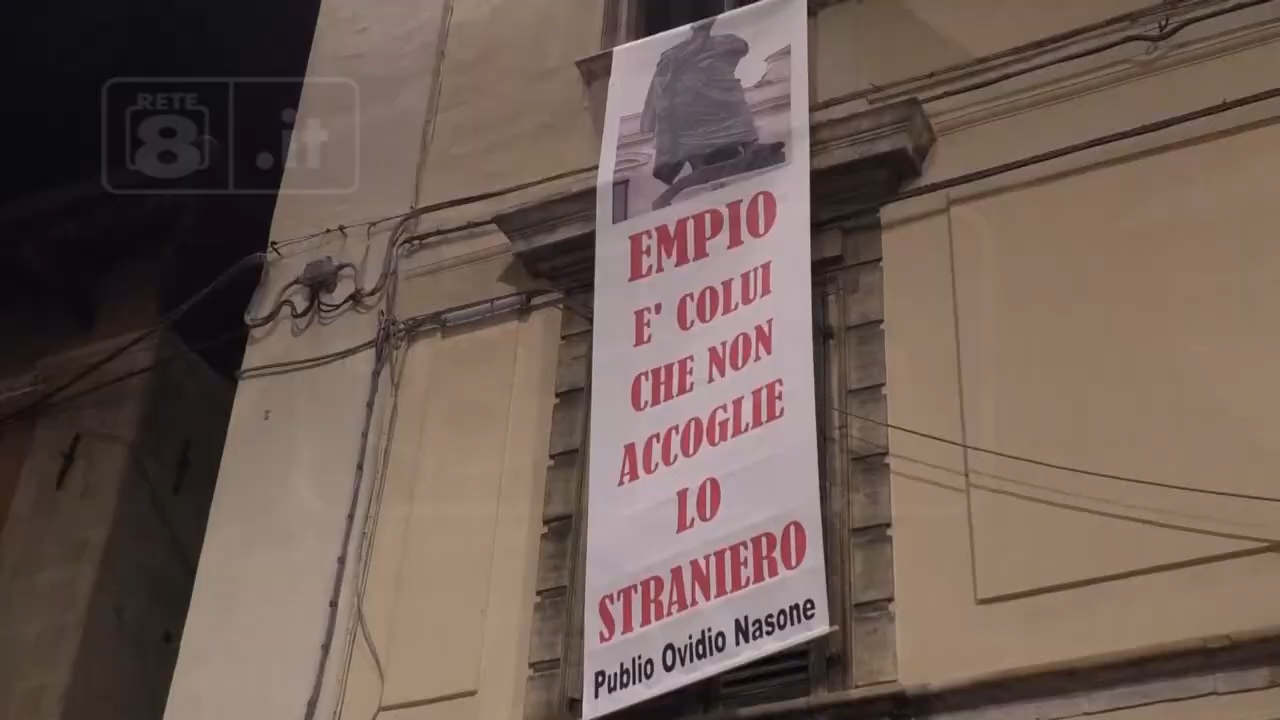 RETE
8 .it
EMPIO
E' COLUI
CHE NON
ACCOGLIE
LO
STRANIERO
Publio Ovidio Nasone